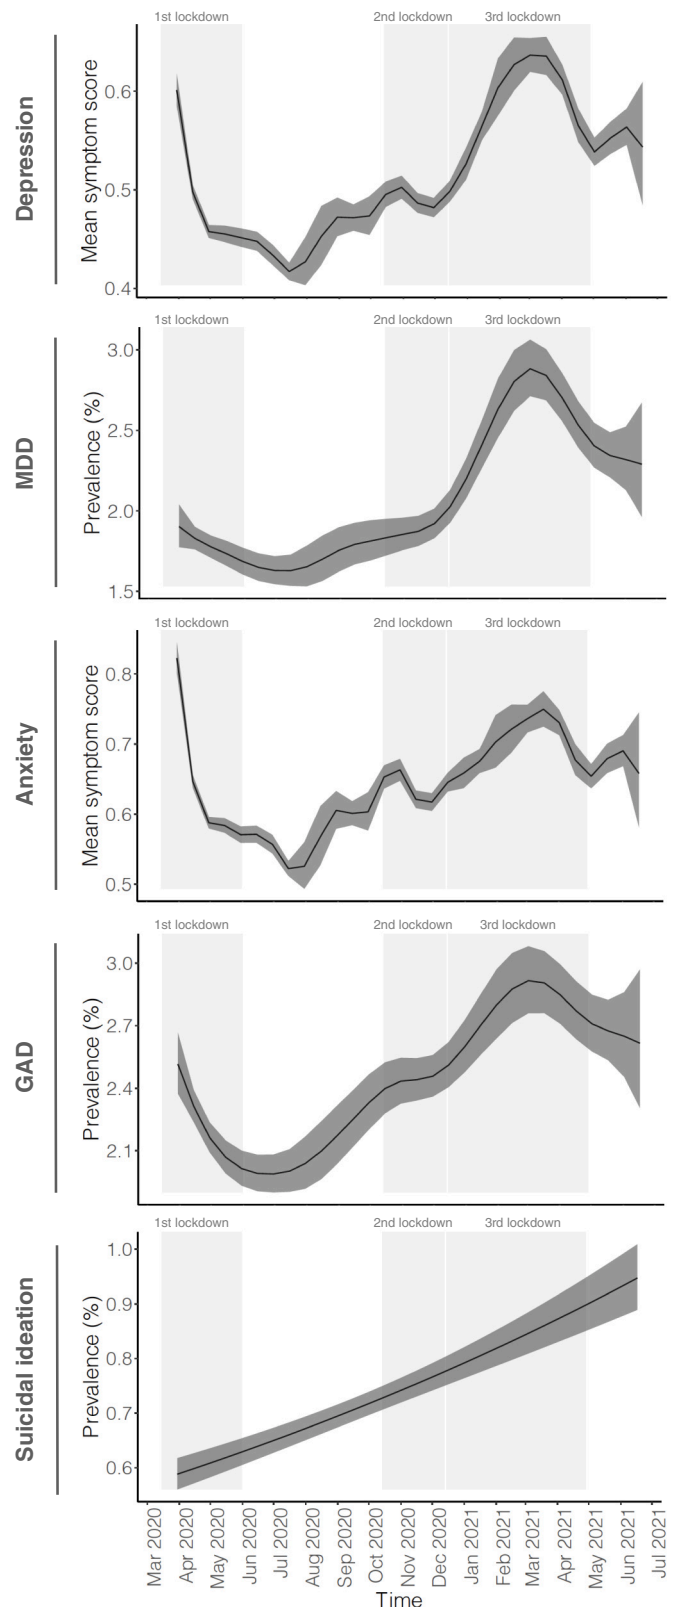 1st lockdown 2nd lockdown 3rd lockdown
Depression
Mean symptom score
0.6
0.5
0.4
1st lockdown 2nd lockdown 3rd lockdown
MDD
Prevalence (%)
3.0
2.5
2.0
1.5
1st lockdown 2nd lockdown 3rd lockdown
Anxiety
Mean symptom score
0.8
0.7
0.6
0.5
1st lockdown 2nd lockdown 3rd lockdown
GAD
Prevalence (%)
3.0
2.7
2.4
2.1
1st lockdown 2nd lockdown 3rd lockdown
Suicidal ideation
Prevalence (%)
1.0
0.9
0.8
0.7
0.6
Mar 2020
Apr 2020
May 2020
Jun 2020
Jul 2020
Aug 2020
Sep 2020
Oct 2020
Nov 2020
Dec 2020
Jan 2021
Feb 2021
Mar 2021
Apr 2021
May 2021
Jun 2021
Jul 2021
Time